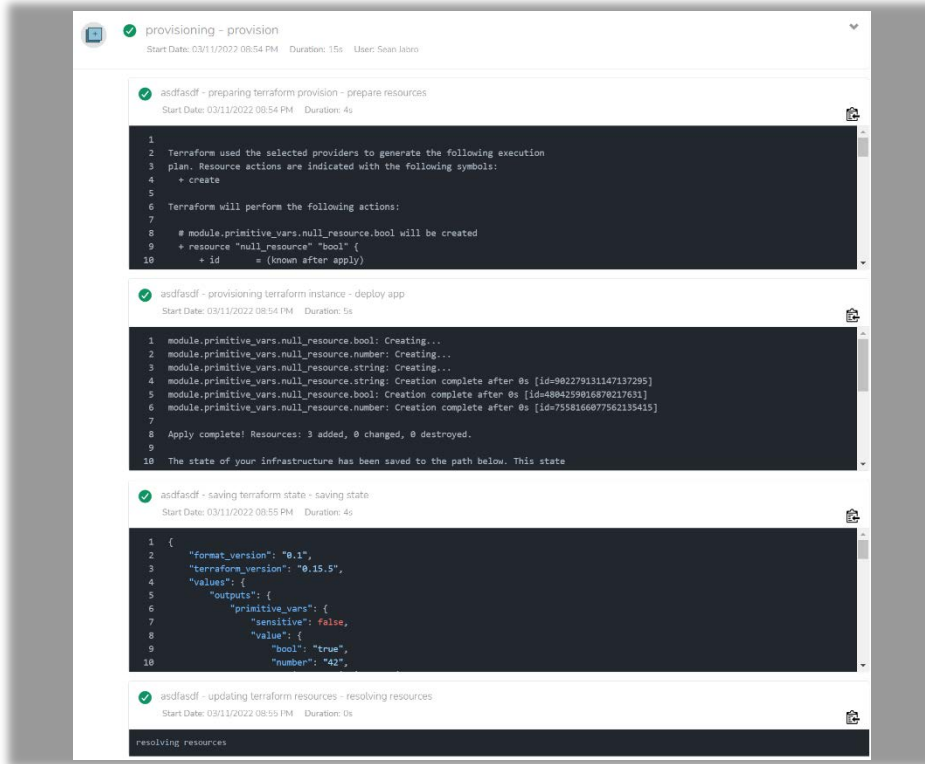 provisioning - provision
Start Date: 03/11/2022 08:54 PM Duration: 15s User: Sean Jabro
asdfasdf - preparing terraform provision - prepare resources
Start Date: 03/11/2022 08:54 PM Duration: 4s
1
2 Terraform used the selected providers to generate the following execution
3 plan. Resource actions are indicated with the following symbols:
4 + create
5
6 Terraform will perform the following actions:
7
8 # module.primitive_vars.null_resource.bool will be created
9 + resource "null_resource" "bool" {
10 + id = (known after apply)
asdfasdf - provisioning terraform instance - deploy app
Start Date: 03/11/2022 08:54 PM Duration: 5s
1 module.primitive_vars.null_resource.bool: Creating...
2 module.primitive_vars.null_resource.number: Creating...
3 module.primitive_vars.null_resource.string: Creating...
4 module.primitive_vars.null_resource.string: Creation complete after 0s [id=902279131147137295]
5 module.primitive_vars.null_resource.bool: Creation complete after 0s [id=4804259016870217631]
6 module.primitive_vars.null_resource.number: Creation complete after 0s [id=7558166077562135415]
7
8 Apply complete! Resources: 3 added, 0 changed, 0 destroyed.
9
10 The state of your infrastructure has been saved to the path below. This state
asdfasdf - saving terraform state - saving state
Start Date: 03/11/2022 08:55 PM Duration: 4s
1 {
2 "format_version": "0.1",
3 "terraform_version": "0.15.5",
4 "values": {
5 "outputs": {
6 "primitive_vars": {
7 "sensitive": false,
8 "value": {
9 "bool": "true",
10 "number": "42",
asdfasdf - updating terraform resources - resolving resources
Start Date: 03/11/2022 08:55 PM Duration: 0s
resolving resources